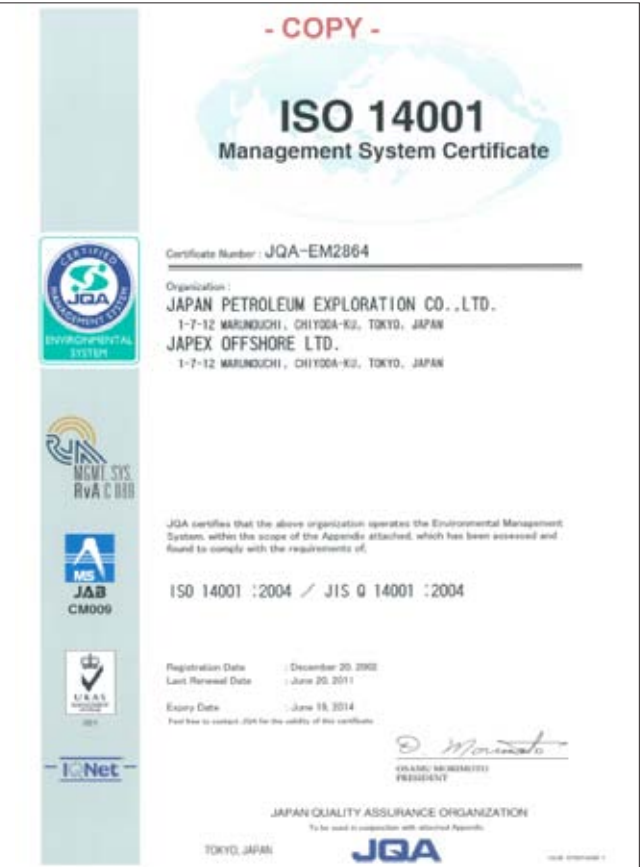 - COPY -
ISO 14001
Management System Certificate
Certificate Number : JQA-EM2864
Organization :
JAPAN PETROLEUM EXPLORATION CO.,LTD.
1-7-12 MARUNOUCHI, CHIYODA-KU, TOKYO, JAPAN
JAPEX OFFSHORE LTD.
1-7-12 MARUNOUCHI, CHIYODA-KU, TOKYO, JAPAN
CERTIFIED
JQA
MANAGEMENT SYSTEM
ENVIRONMENTAL
SYSTEM
MGMT. SYS.
RvA C
JQA certifies that the above organization operates the Environmental Management
System, within the scope of the Appendix attached, which has been assessed and
found to comply with the requirements of,
ISO 14001 :2004 / JIS Q 14001 :2004
MS
JAB
CM009
Registration Date : December 20, 2002
Last Renewal Date : June 20, 2011
Expiry Date : June 19, 2014
Feel free to contact JQA for the validity of this certificate
UKAS
IQNet
O. Morimoto
OSAMU MORIMOTO
PRESIDENT
JAPAN QUALITY ASSURANCE ORGANIZATION
To be used in conjunction with attached Appendix.
TOKYO, JAPAN
JQA